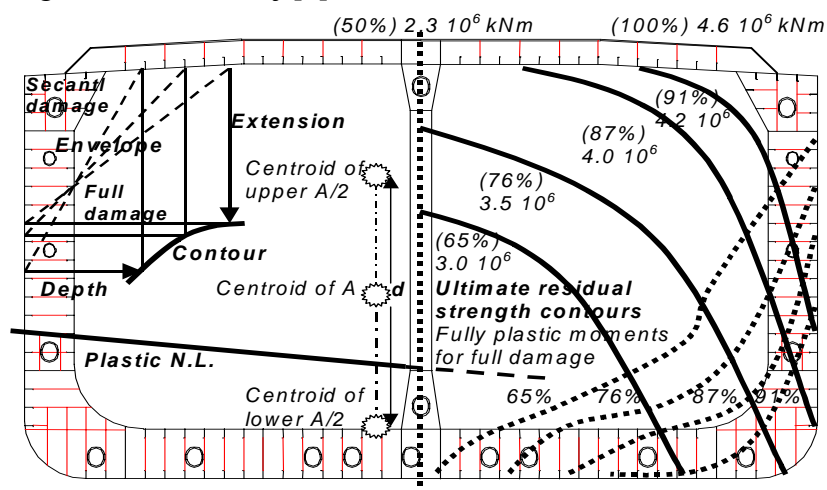 (50%) 2.3 10⁶ kNm
(100%) 4.6 10⁶ kNm
Secantl
damage
Envelope
Full
damage
Extension
Contour
Depth
Plastic N.L.
Centroid of
upper A/2
Centroid of A
d
Centroid of
lower A/2
(91%)
4.2 10⁶
(87%)
4.0 10⁶
(76%)
3.5 10⁶
(65%)
3.0 10⁶
Ultimate residual
strength contours
Fully plastic moments
for full damage
65%
76%
87%
91%